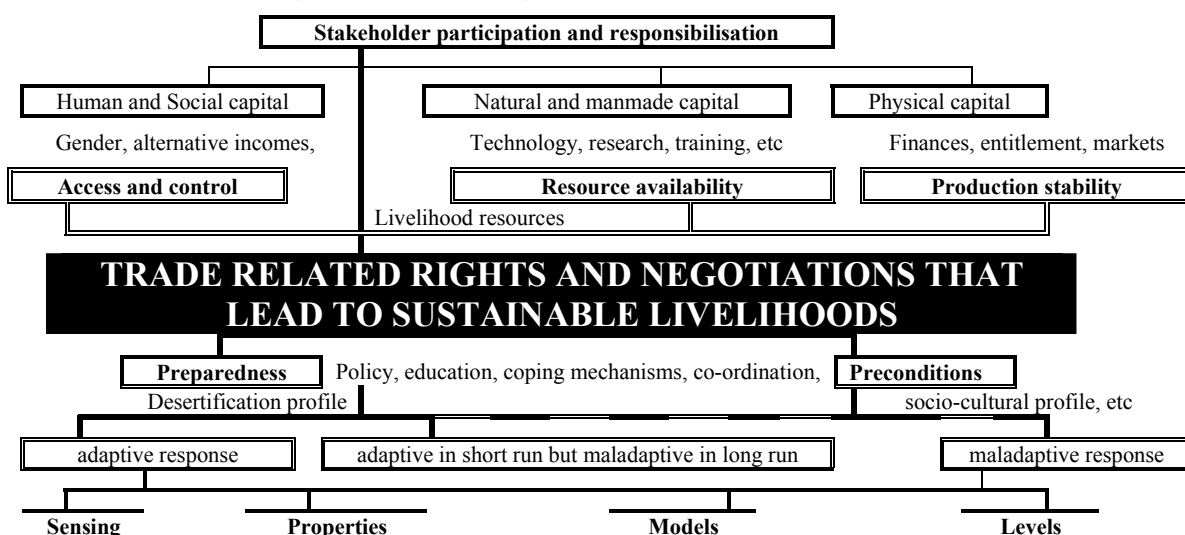 Stakeholder participation and responsibilisation
Human and Social capital
Natural and manmade capital
Physical capital
Gender, alternative incomes,
Technology, research, training, etc
Finances, entitlement, markets
Access and control
Resource availability
Production stability
Livelihood resources
TRADE RELATED RIGHTS AND NEGOTIATIONS THAT
LEAD TO SUSTAINABLE LIVELIHOODS
Preparedness
Policy, education, coping mechanisms, co-ordination,
Preconditions
Desertification profile
socio-cultural profile, etc
adaptive response
adaptive in short run but maladaptive in long run
maladaptive response
Sensing
Properties
Models
Levels